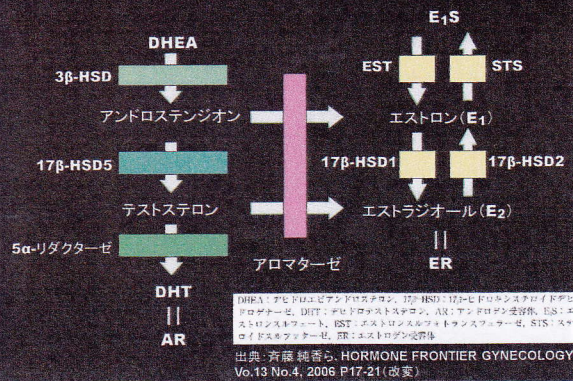 E₁S
DHEA
EST
STS
3β-HSD
アンドロステンジオン
エストロン(E₁)
17β-HSD5
17β-HSD1
17β-HSD2
テストステロン
エストラジオール(E₂)
5α-リダクターゼ
アロマターゼ
ER
DHT
AR
DHEA:デヒドロエピアンドロステロン, 17β-HSD:17β-ヒドロキシステロイドデヒ
ドロゲナーゼ, DHT:デヒドロテストステロン, AR:アンドロゲン受容体, E₁S:エ
ストロンスルフェート, EST:エストロンスルフォトランスフェラーゼ, STS:ステ
ロイドスルファターゼ, ER:エストロゲン受容体
出典:斉藤 純香ら. HORMONE FRONTIER GYNECOLOGY
Vo.13 No.4, 2006 P17-21(改変)